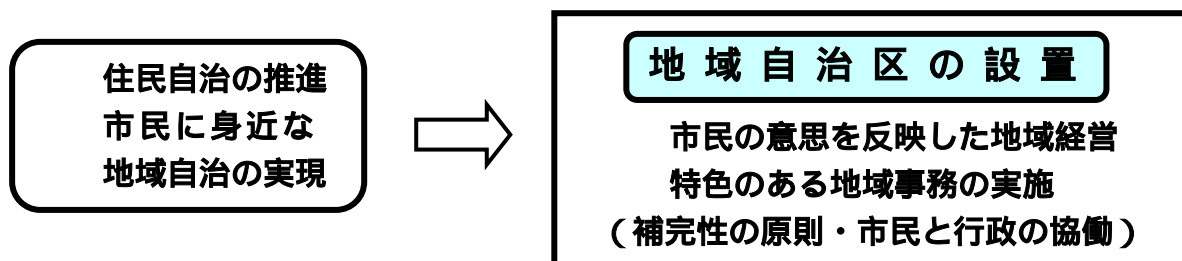 住民自治の推進
市民に身近な
地域自治の実現
地域自治区の設置
市民の意思を反映した地域経営
特色のある地域事務の実施
（補完性の原則・市民と行政の協働）